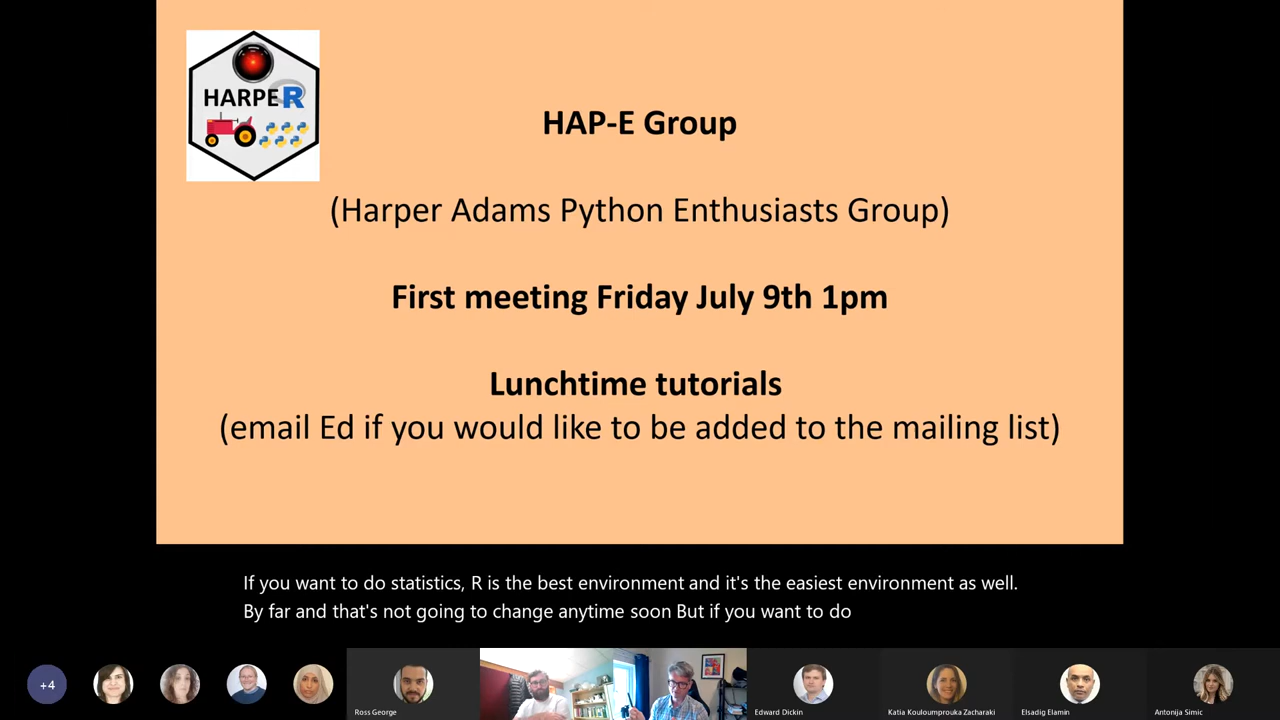 HARPER
HAP-E Group
(Harper Adams Python Enthusiasts Group)
First meeting Friday July 9th 1pm
Lunchtime tutorials
(email Ed if you would like to be added to the mailing list)
If you want to do statistics, R is the best environment and it's the easiest environment as well.
By far and that's not going to change anytime soon But if you want to do
+4
Ross George
Edward Dickin
Katia Kouloumprouka Zacharaki
Elsadig Elamin
Antonija Simic